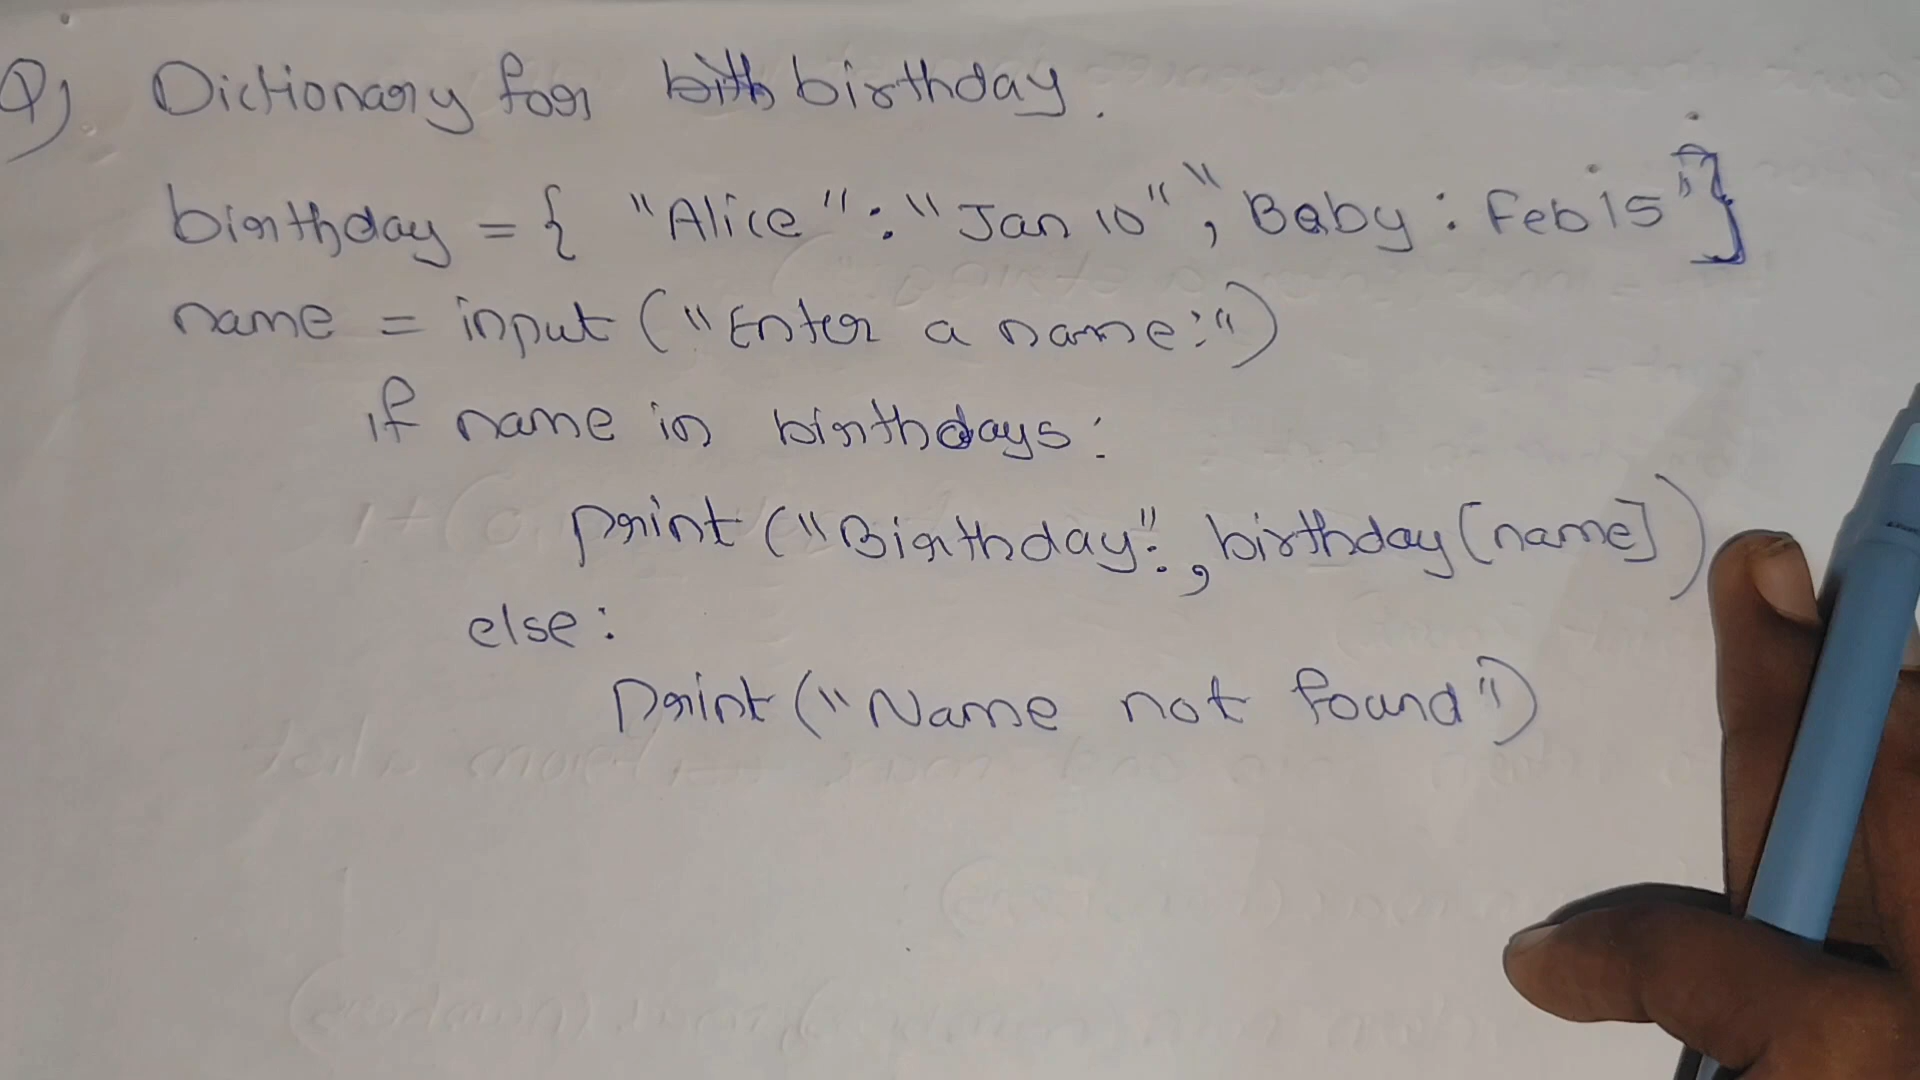 Q). Dictionary for birthday.
birthday = { "Alice" : "Jan 10", "Baby : Feb 15"}
name = input ("Enter a name:")
if name in birthdays:
print ("Birthday:", birthday[name])
else:
print ("Name not found")